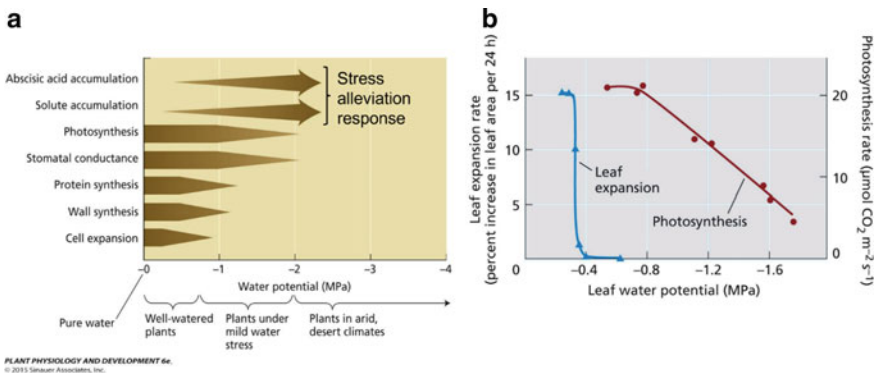 a
Abscisic acid accumulation
Solute accumulation
Photosynthesis
Stomatal conductance
Protein synthesis
Wall synthesis
Cell expansion
Stress
alleviation
response
–0 –1 –2 –3 –4
Water potential (MPa)
Pure water
Well-watered
plants
Plants under
mild water
stress
Plants in arid,
desert climates
PLANT PHYSIOLOGY AND DEVELOPMENT 6e,
© 2015 Sinauer Associates, Inc.
b
Leaf expansion rate
(percent increase in leaf area per 24 h)
15
10
5
0 –0.4 –0.8 –1.2 –1.6
Leaf water potential (MPa)
Leaf
expansion
Photosynthesis
20
10
0
Photosynthesis rate (μmol CO₂ m⁻² s⁻¹)